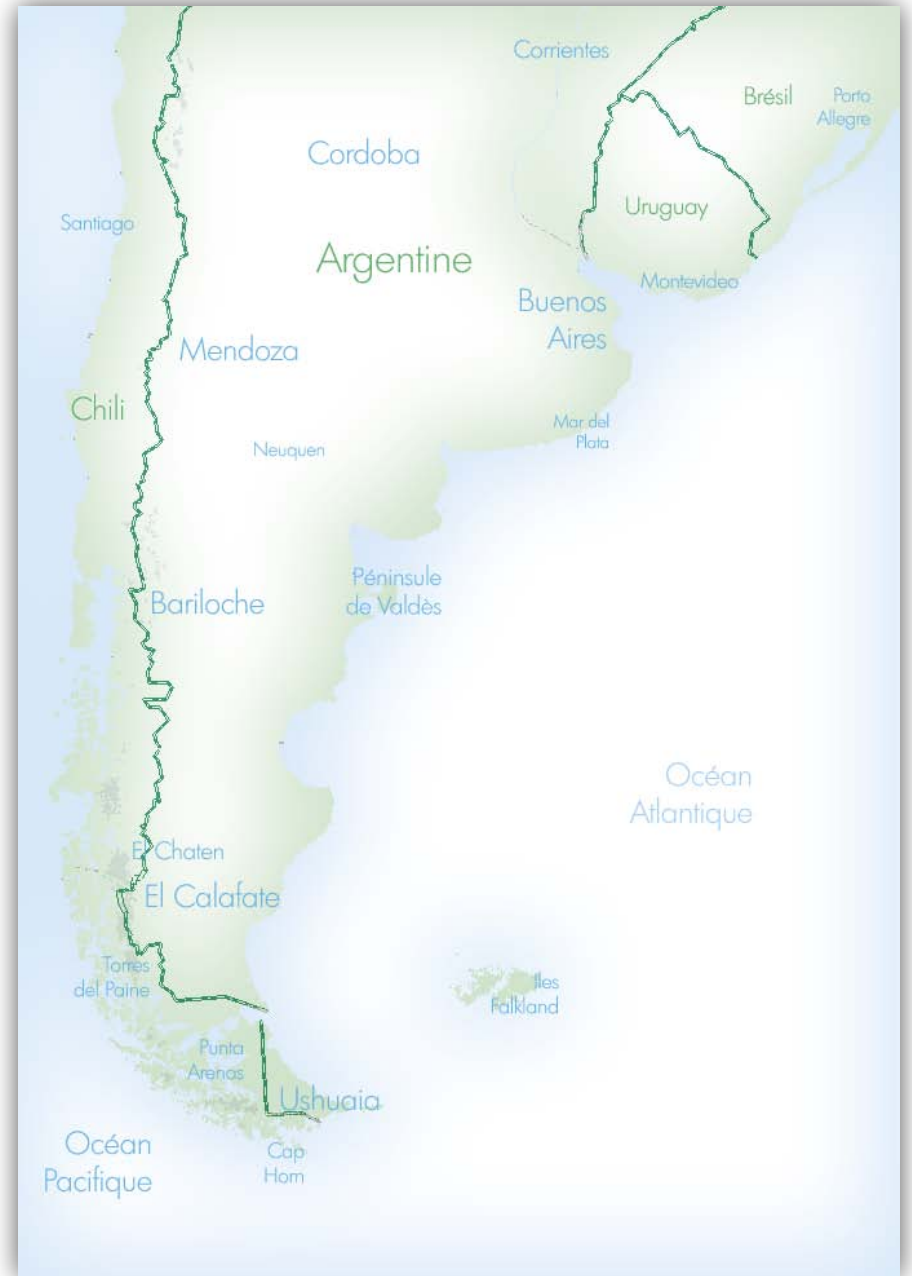 Corrientes
Brésil
Porto
Allegre
Cordoba
Uruguay
Santiago
Argentine
Montevideo
Buenos
Aires
Mendoza
Chili
Mar del
Plata
Neuquen
Péninsule
de Valdès
Bariloche
Océan
Atlantique
El Chaten
El Calafate
Torres
del Paine
Iles
Falkland
Punta
Arenas
Ushuaia
Océan
Pacifique
Cap
Horn